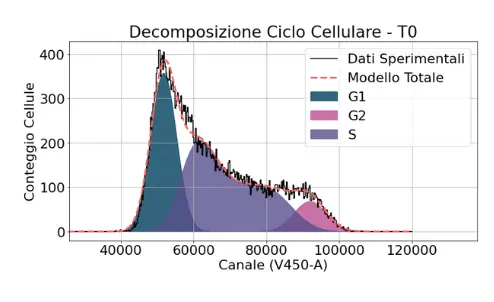 Decomposizione Ciclo Cellulare - T0
Conteggio Cellule
400
300
200
100
0
Dati Sperimentali
Modello Totale
G1
G2
S
40000 60000 80000 100000 120000
Canale (V450-A)